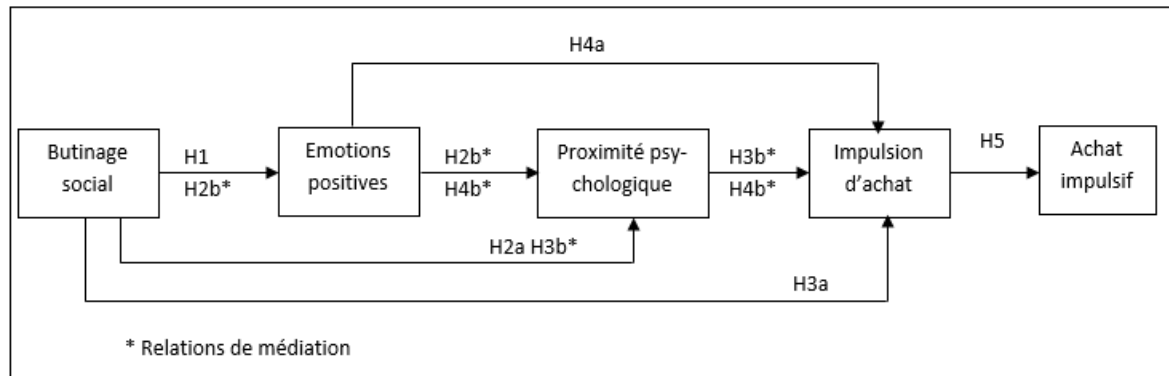 H4a
Butinage
social
H1
H2b*
Emotions
positives
H2b*
H4b*
Proximité psy-
chologique
H3b*
H4b*
Impulsion
d'achat
H5
Achat
impulsif
H2a H3b*
H3a
* Relations de médiation